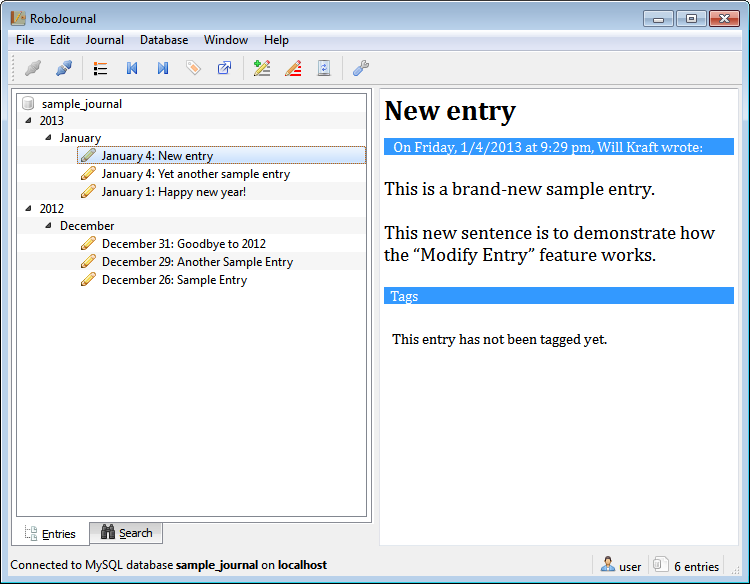 RoboJournal
File Edit Journal Database Window Help
sample_journal
2013
January
January 4: New entry
January 4: Yet another sample entry
January 1: Happy new year!
2012
December
December 31: Goodbye to 2012
December 29: Another Sample Entry
December 26: Sample Entry
Entries Search
New entry
On Friday, 1/4/2013 at 9:29 pm, Will Kraft wrote:
This is a brand-new sample entry.
This new sentence is to demonstrate how
the “Modify Entry” feature works.
Tags
This entry has not been tagged yet.
Connected to MySQL database sample_journal on localhost
user 6 entries